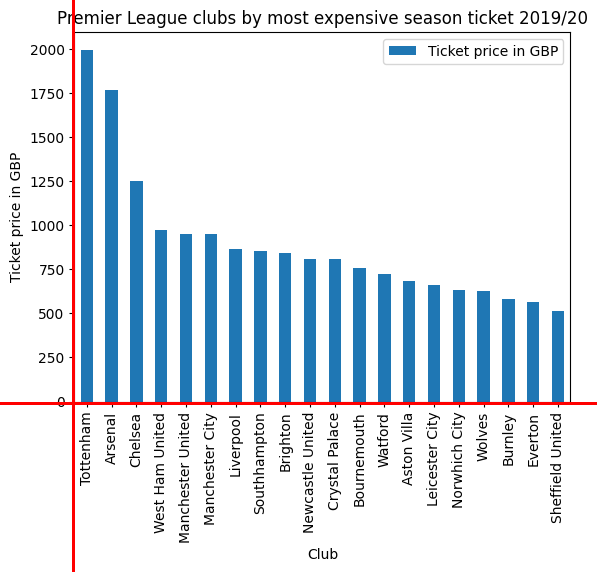 Premier League clubs by most expensive season ticket 2019/20
Ticket price in GBP
Ticket price in GBP
2000
1750
1500
1250
1000
750
500
250
0
Tottenham
Arsenal
Chelsea
West Ham United
Manchester United
Manchester City
Liverpool
Southhampton
Brighton
Newcastle United
Crystal Palace
Bournemouth
Watford
Aston Villa
Leicester City
Norwhich City
Wolves
Burnley
Everton
Sheffield United
Club